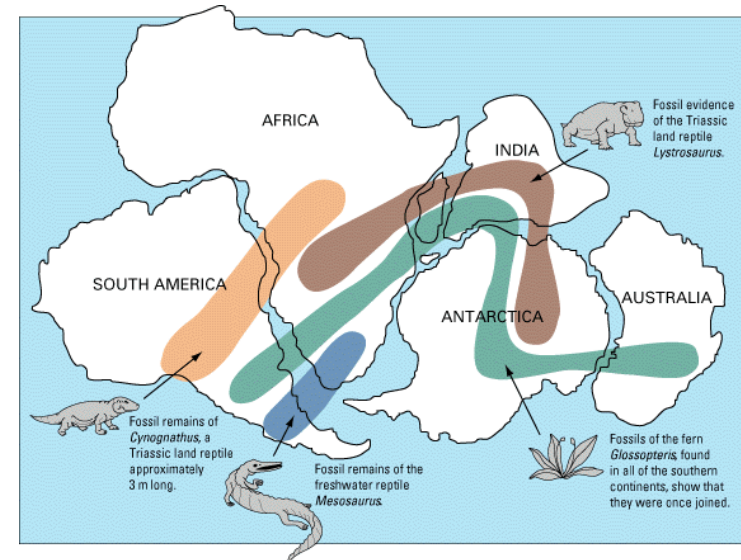 AFRICA
INDIA
Fossil evidence
of the Triassic
land reptile
Lystrosaurus.
SOUTH AMERICA
ANTARCTICA
AUSTRALIA
Fossil remains of
Cynognathus, a
Triassic land reptile
approximately
3 m long.
Fossil remains of the
freshwater reptile
Mesosaurus.
Fossils of the fern
Glossopteris, found
in all of the southern
continents, show that
they were once joined.